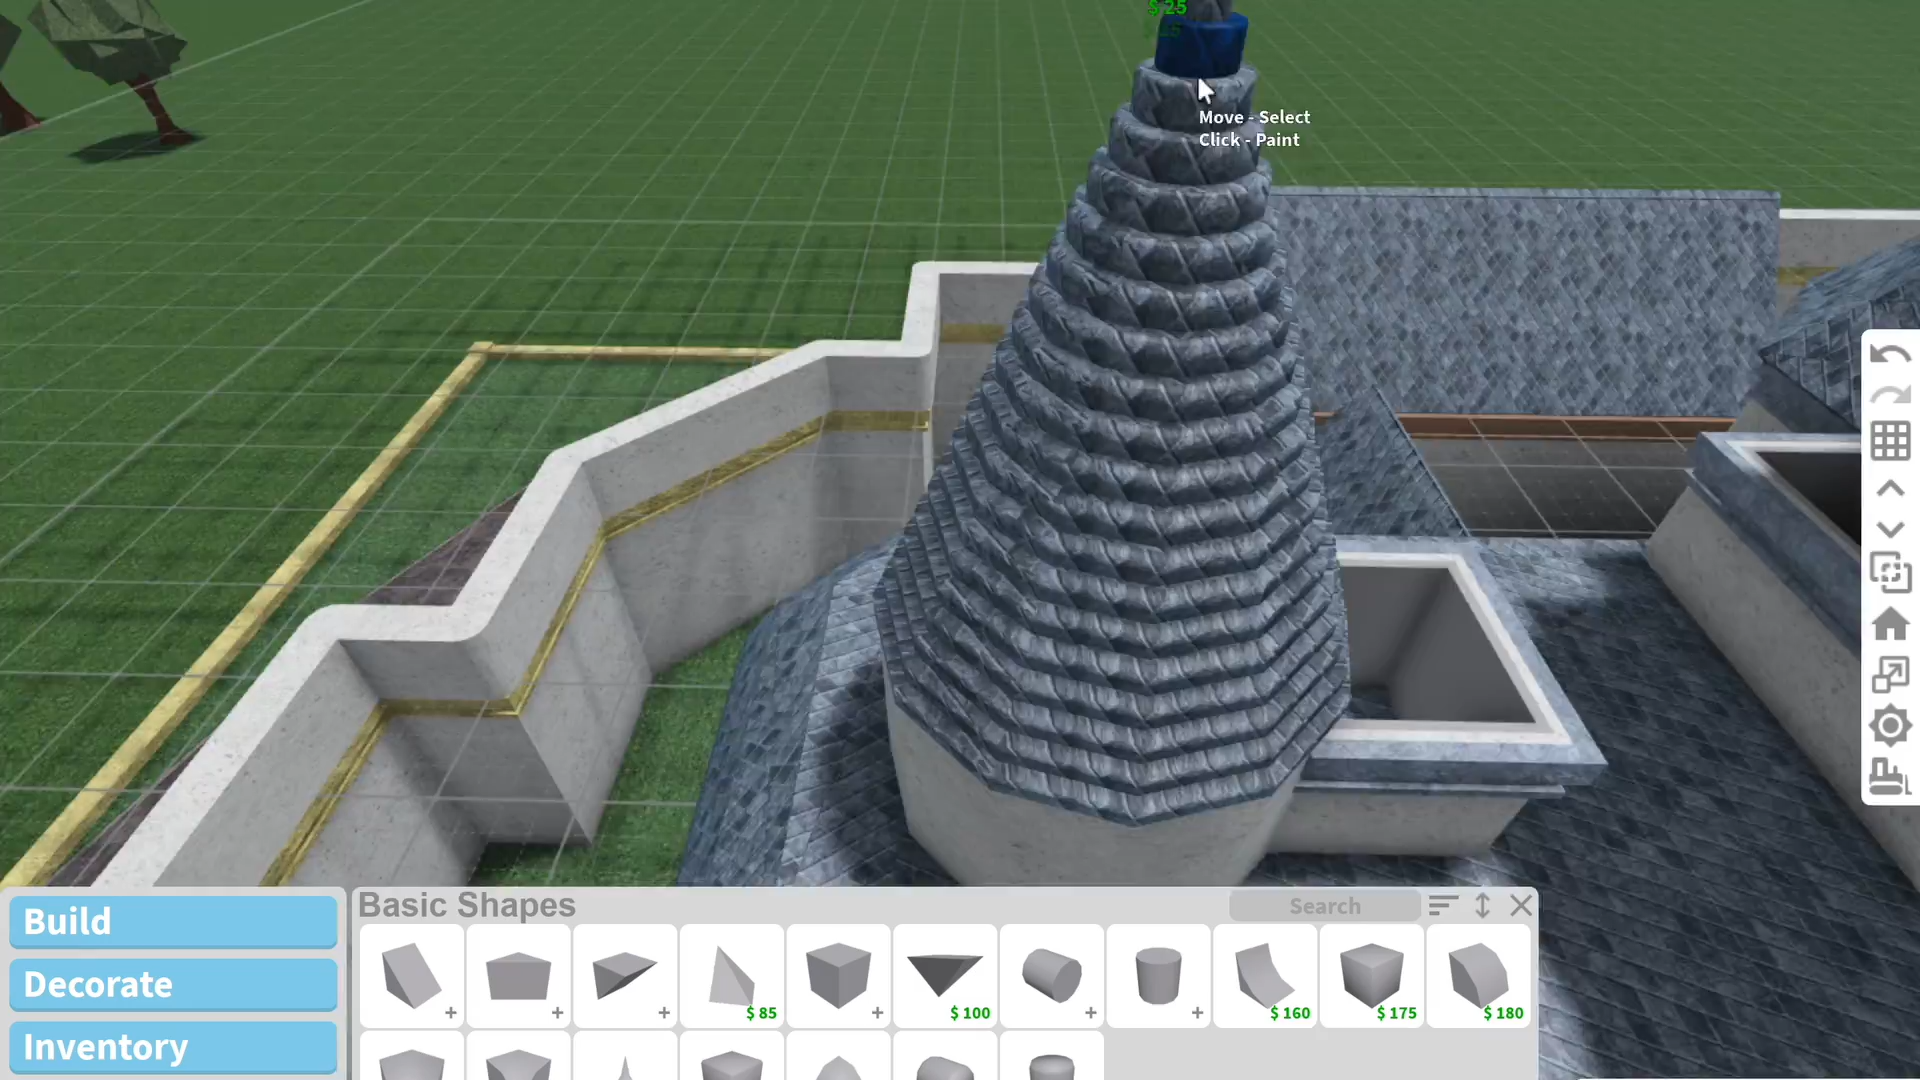 $ 25
Move - Select
Click - Paint
Build
Decorate
Inventory
Basic Shapes
Search
$ 85
$ 100
$ 160
$ 175
$ 180